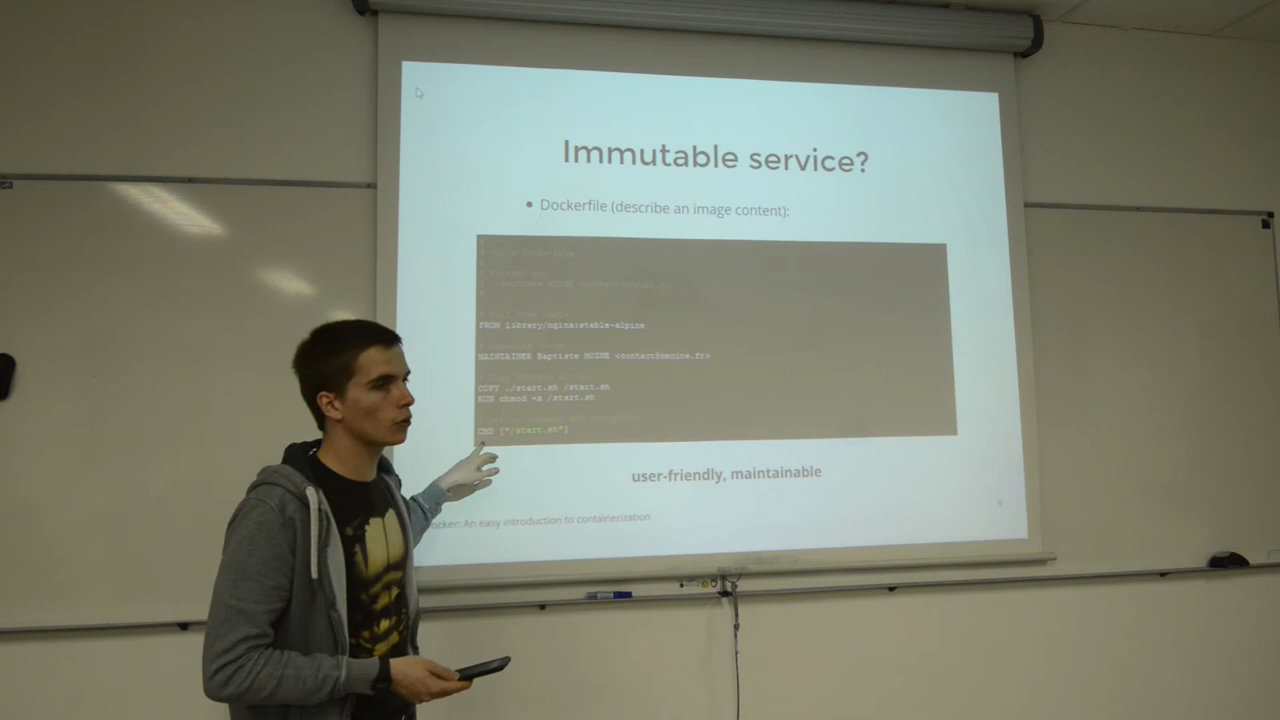 Immutable service?
Dockerfile (describe an image content):
FROM library/nginx:stable-alpine
MAINTAINER Baptiste MOINE <contact@bmoine.fr>
COPY ./start.sh /start.sh
RUN chmod +x /start.sh
CMD ["/start.sh"]
user-friendly, maintainable
ocker: An easy introduction to containerization